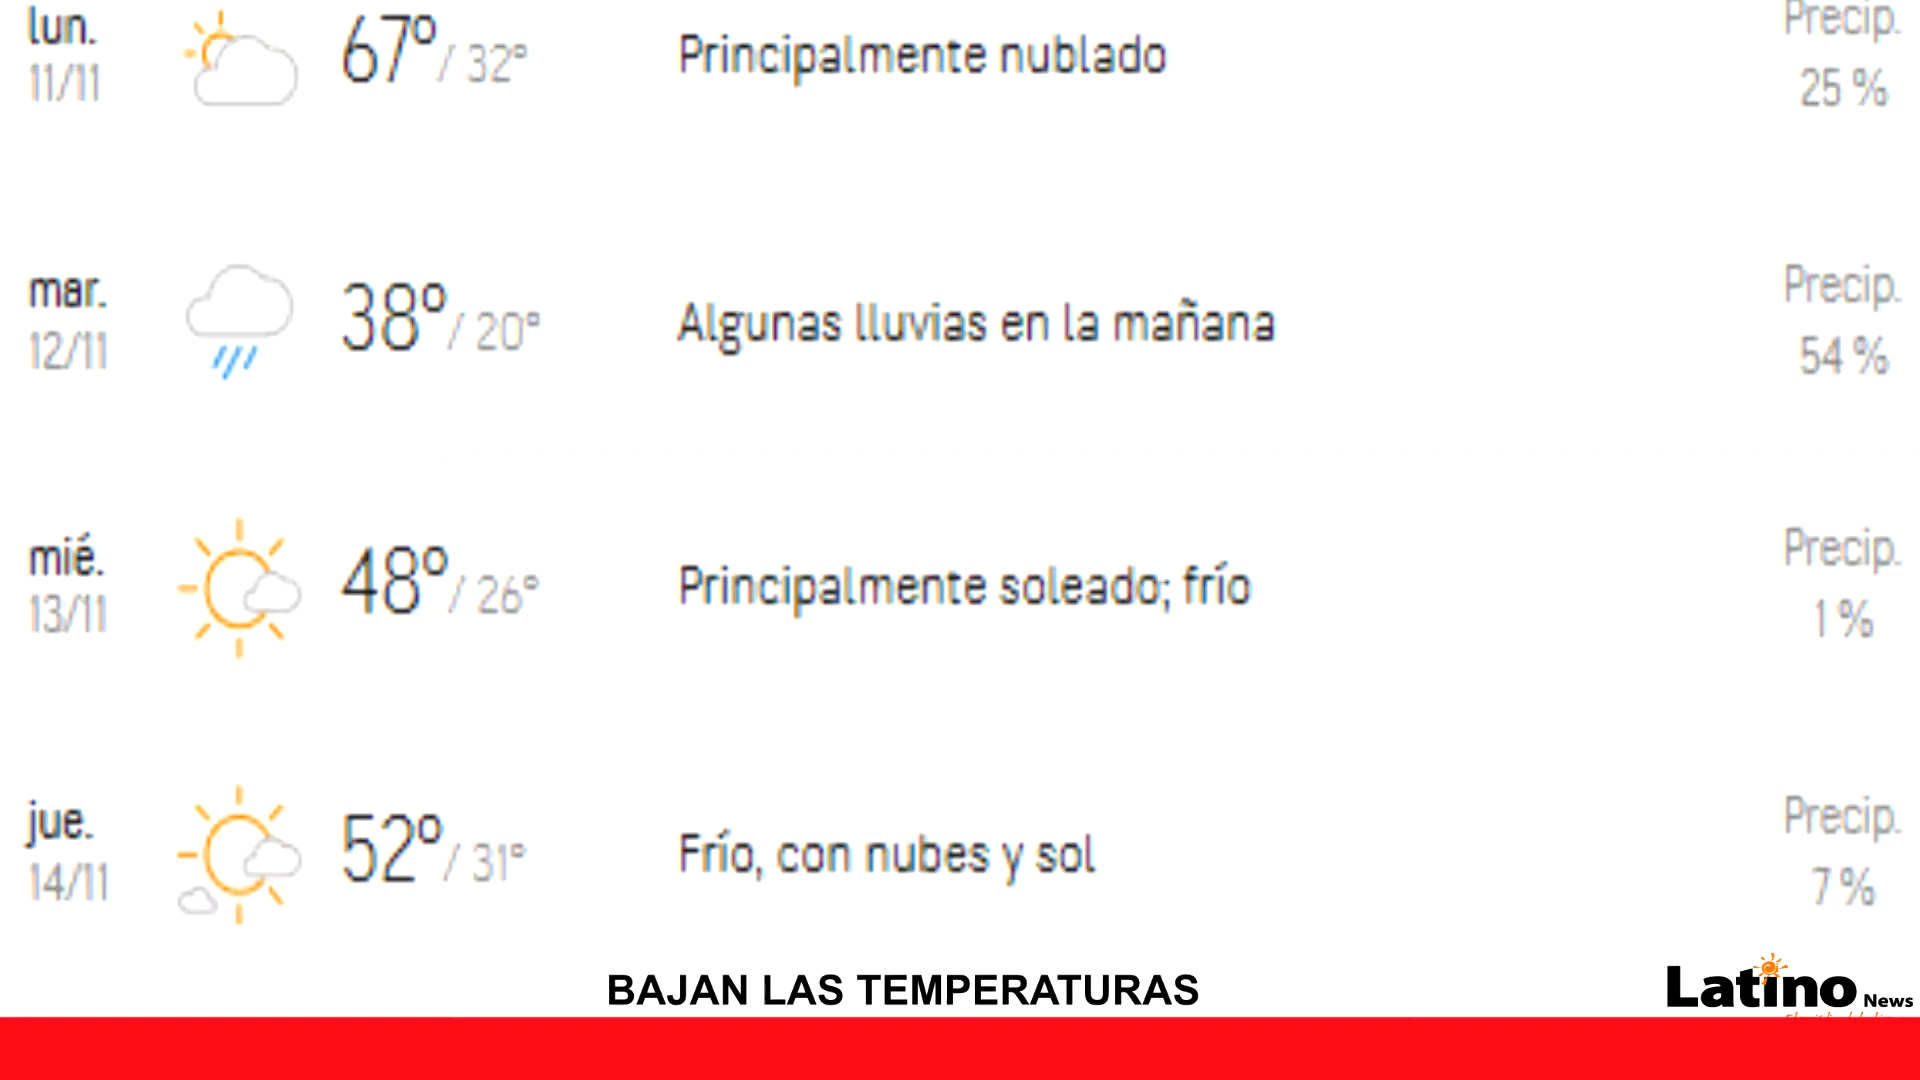 lun.
11/11
67°/ 32°
Principalmente nublado
Precip.
25 %
mar.
12/11
38°/ 20°
Algunas lluvias en la mañana
Precip.
54 %
mié.
13/11
48°/ 26°
Principalmente soleado; frío
Precip.
1 %
jue.
14/11
52°/ 31°
Frío, con nubes y sol
Precip.
7 %
BAJAN LAS TEMPERATURAS
Latino News